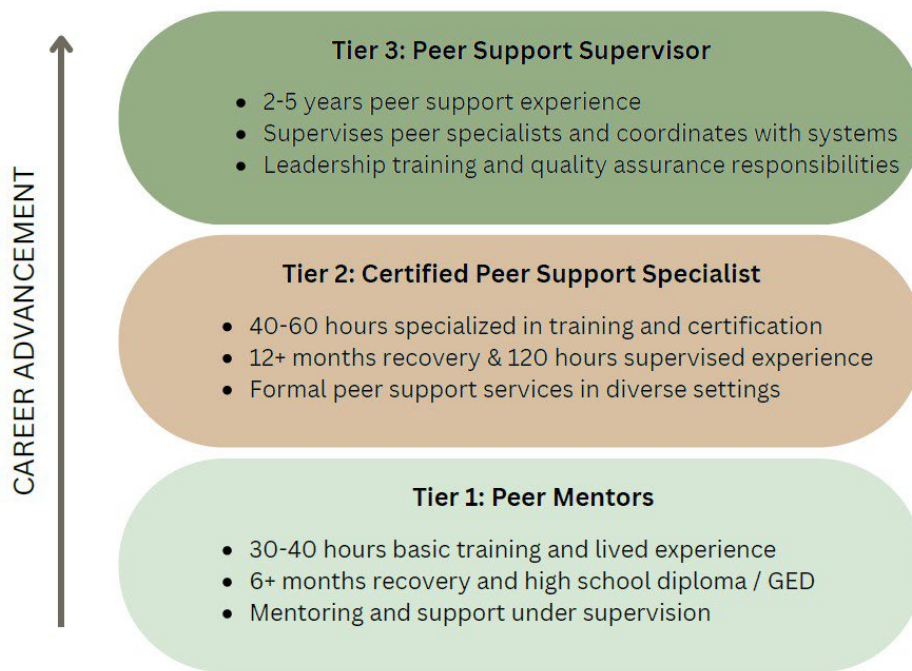 CAREER ADVANCEMENT
Tier 3: Peer Support Supervisor
• 2-5 years peer support experience
• Supervises peer specialists and coordinates with systems
• Leadership training and quality assurance responsibilities
Tier 2: Certified Peer Support Specialist
• 40-60 hours specialized in training and certification
• 12+ months recovery & 120 hours supervised experience
• Formal peer support services in diverse settings
Tier 1: Peer Mentors
• 30-40 hours basic training and lived experience
• 6+ months recovery and high school diploma / GED
• Mentoring and support under supervision